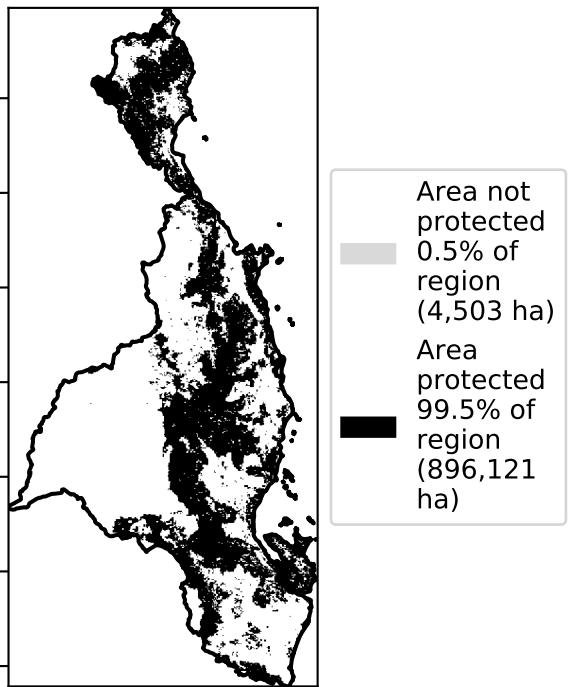 Area not
protected
0.5% of
region
(4,503 ha)
Area
protected
99.5% of
region
(896,121
ha)